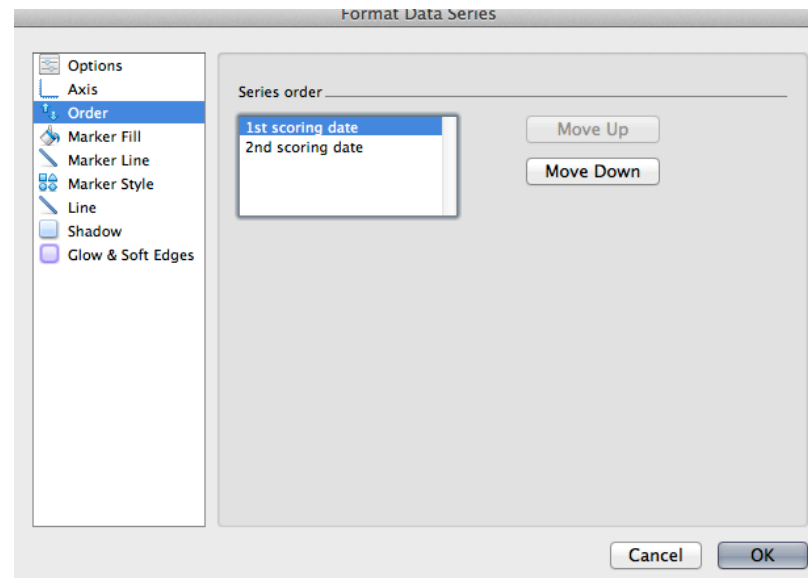 Format Data Series
Options
Axis
Order
Marker Fill
Marker Line
Marker Style
Line
Shadow
Glow & Soft Edges
Series order
1st scoring date
2nd scoring date
Move Up
Move Down
Cancel
OK